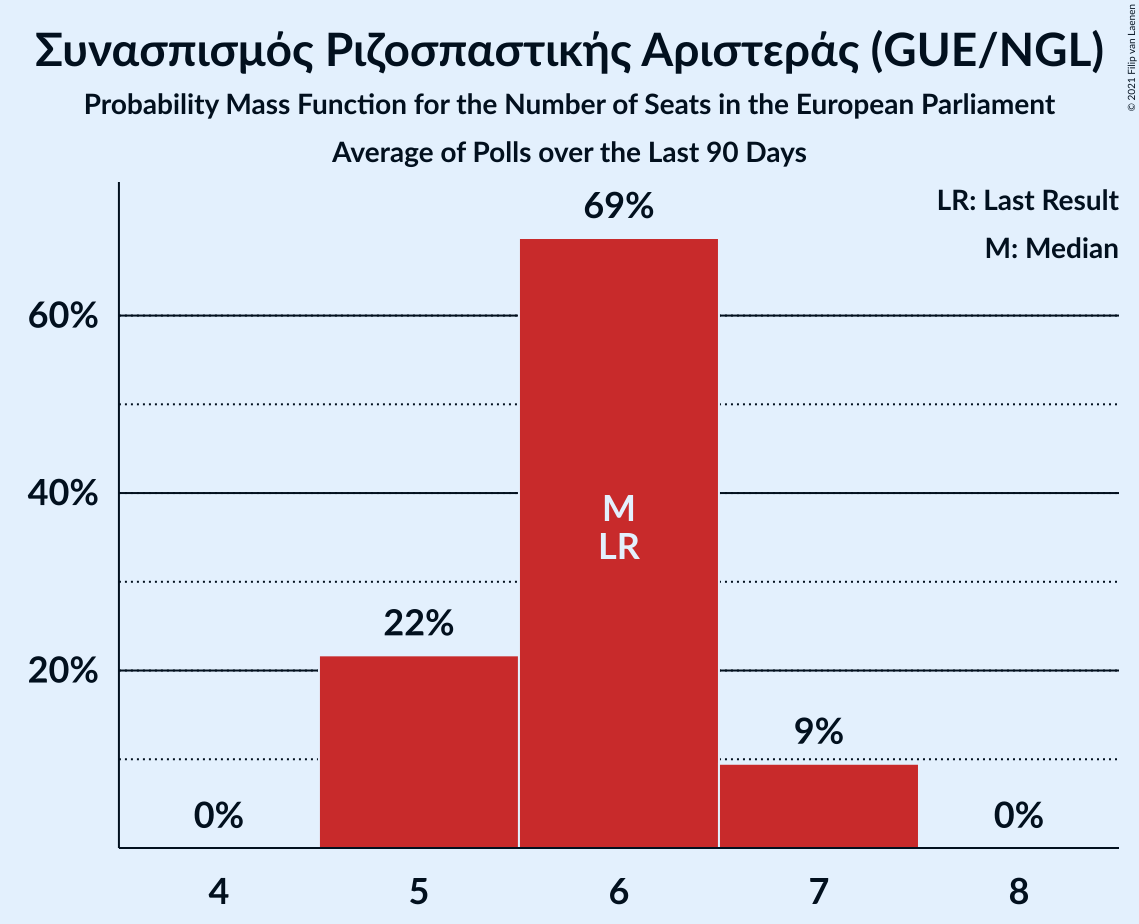 Συνασπισμός Ριζοσπαστικής Αριστεράς (GUE/NGL)
Probability Mass Function for the Number of Seats in the European Parliament
Average of Polls over the Last 90 Days
© 2021 Filip van Laenen
LR: Last Result
M: Median
69%
60%
40%
M
LR
22%
20%
9%
0%
0%
4
5
6
7
8